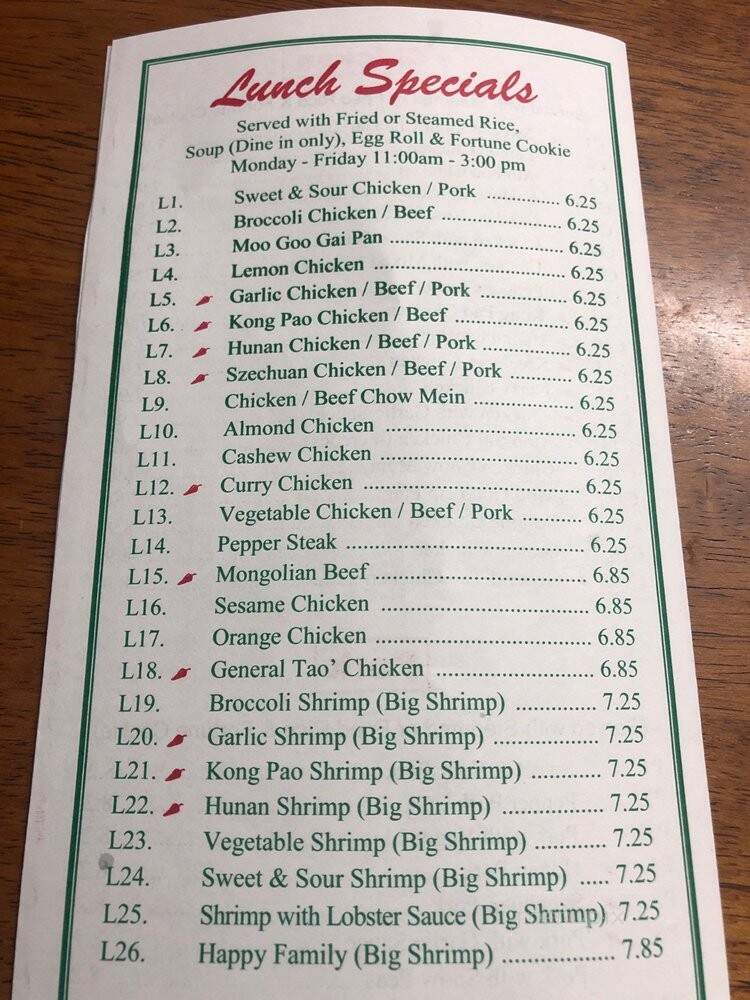 Lunch Specials
Served with Fried or Steamed Rice,
Soup (Dine in only), Egg Roll & Fortune Cookie
Monday - Friday 11:00am - 3:00 pm
L1. Sweet & Sour Chicken / Pork ............... 6.25
L2. Broccoli Chicken / Beef ............... 6.25
L3. Moo Goo Gai Pan ............... 6.25
L4. Lemon Chicken ............... 6.25
L5. Garlic Chicken / Beef / Pork ............... 6.25
L6. Kong Pao Chicken / Beef ............... 6.25
L7. Hunan Chicken / Beef / Pork ............... 6.25
L8. Szechuan Chicken / Beef / Pork ........... 6.25
L9. Chicken / Beef Chow Mein ............... 6.25
L10. Almond Chicken ............... 6.25
L11. Cashew Chicken ............... 6.25
L12. Curry Chicken ............... 6.25
L13. Vegetable Chicken / Beef / Pork ........... 6.25
L14. Pepper Steak ............... 6.25
L15. Mongolian Beef ............... 6.85
L16. Sesame Chicken ............... 6.85
L17. Orange Chicken ............... 6.85
L18. General Tao' Chicken ............... 6.85
L19. Broccoli Shrimp (Big Shrimp) ............... 7.25
L20. Garlic Shrimp (Big Shrimp) ............... 7.25
L21. Kong Pao Shrimp (Big Shrimp) ............ 7.25
L22. Hunan Shrimp (Big Shrimp) ............... 7.25
L23. Vegetable Shrimp (Big Shrimp) ............ 7.25
L24. Sweet & Sour Shrimp (Big Shrimp) ..... 7.25
L25. Shrimp with Lobster Sauce (Big Shrimp) 7.25
L26. Happy Family (Big Shrimp) ............... 7.85